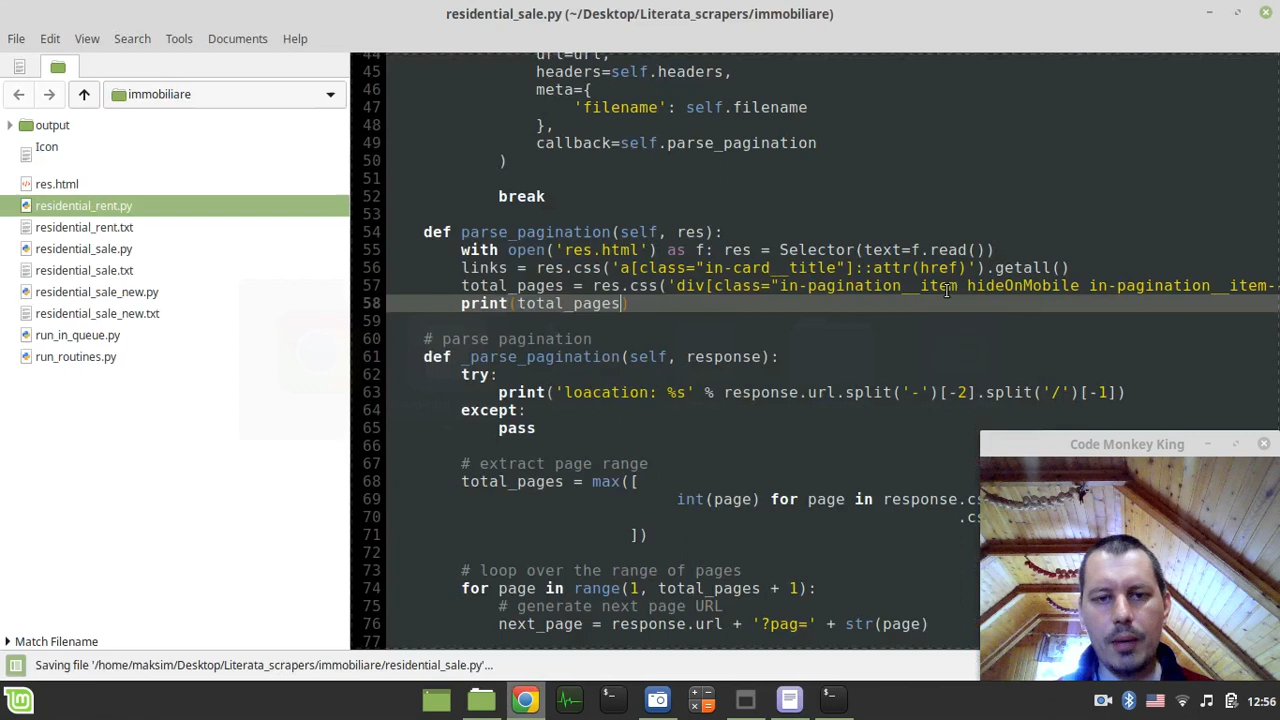 residential_sale.py (~/Desktop/Literata_scrapers/immobiliare)
File Edit View Search Tools Documents Help
immobiliare
output
Icon
res.html
residential_rent.py
residential_rent.txt
residential_sale.py
residential_sale.txt
residential_sale_new.py
residential_sale_new.txt
run_in_queue.py
run_routines.py
Match Filename
44 url=url,
45 headers=self.headers,
46 meta={
47 'filename': self.filename
48 },
49 callback=self.parse_pagination
50 )
51
52 break
53
54 def parse_pagination(self, res):
55 with open('res.html') as f: res = Selector(text=f.read())
56 links = res.css('a[class="in-card__title"]::attr(href)').getall()
57 total_pages = res.css('div[class="in-pagination__item hideOnMobile in-pagination__item-
58 print(total_pages)
59
60 # parse pagination
61 def _parse_pagination(self, response):
62 try:
63 print('loacation: %s' % response.url.split('-')[-2].split('/')[-1])
64 except:
65 pass
66
67 # extract page range
68 total_pages = max([
69 int(page) for page in response.cs
70 .cs
71 ])
72
73 # loop over the range of pages
74 for page in range(1, total_pages + 1):
75 # generate next page URL
76 next_page = response.url + '?pag=' + str(page)
77
Code Monkey King
Saving file '/home/maksim/Desktop/Literata_scrapers/immobiliare/residential_sale.py'...
12:56